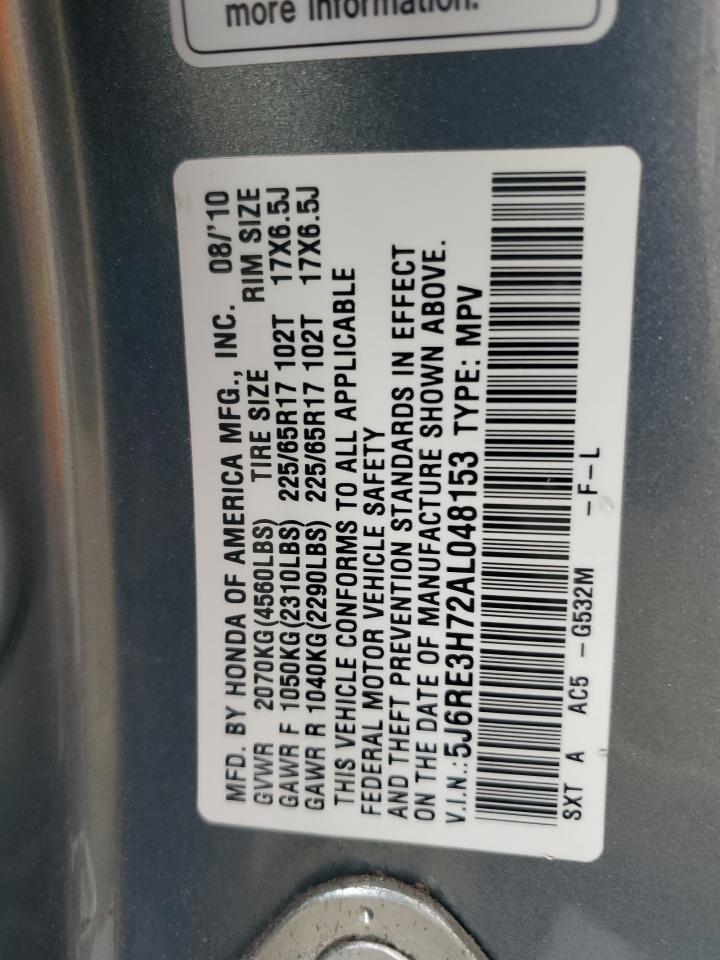 more information.
MFD. BY HONDA OF AMERICA MFG., INC. 08/'10
GVWR 2070KG(4560LBS) TIRE SIZE RIM SIZE
GAWR F 1050KG(2310LBS) 225/65R17 102T 17X6.5J
GAWR R 1040KG(2290LBS) 225/65R17 102T 17X6.5J
THIS VEHICLE CONFORMS TO ALL APPLICABLE
FEDERAL MOTOR VEHICLE SAFETY
AND THEFT PREVENTION STANDARDS IN EFFECT
ON THE DATE OF MANUFACTURE SHOWN ABOVE.
V.I.N.:5J6RE3H72AL048153 TYPE: MPV
SXT A AC5 -G532M -F-L